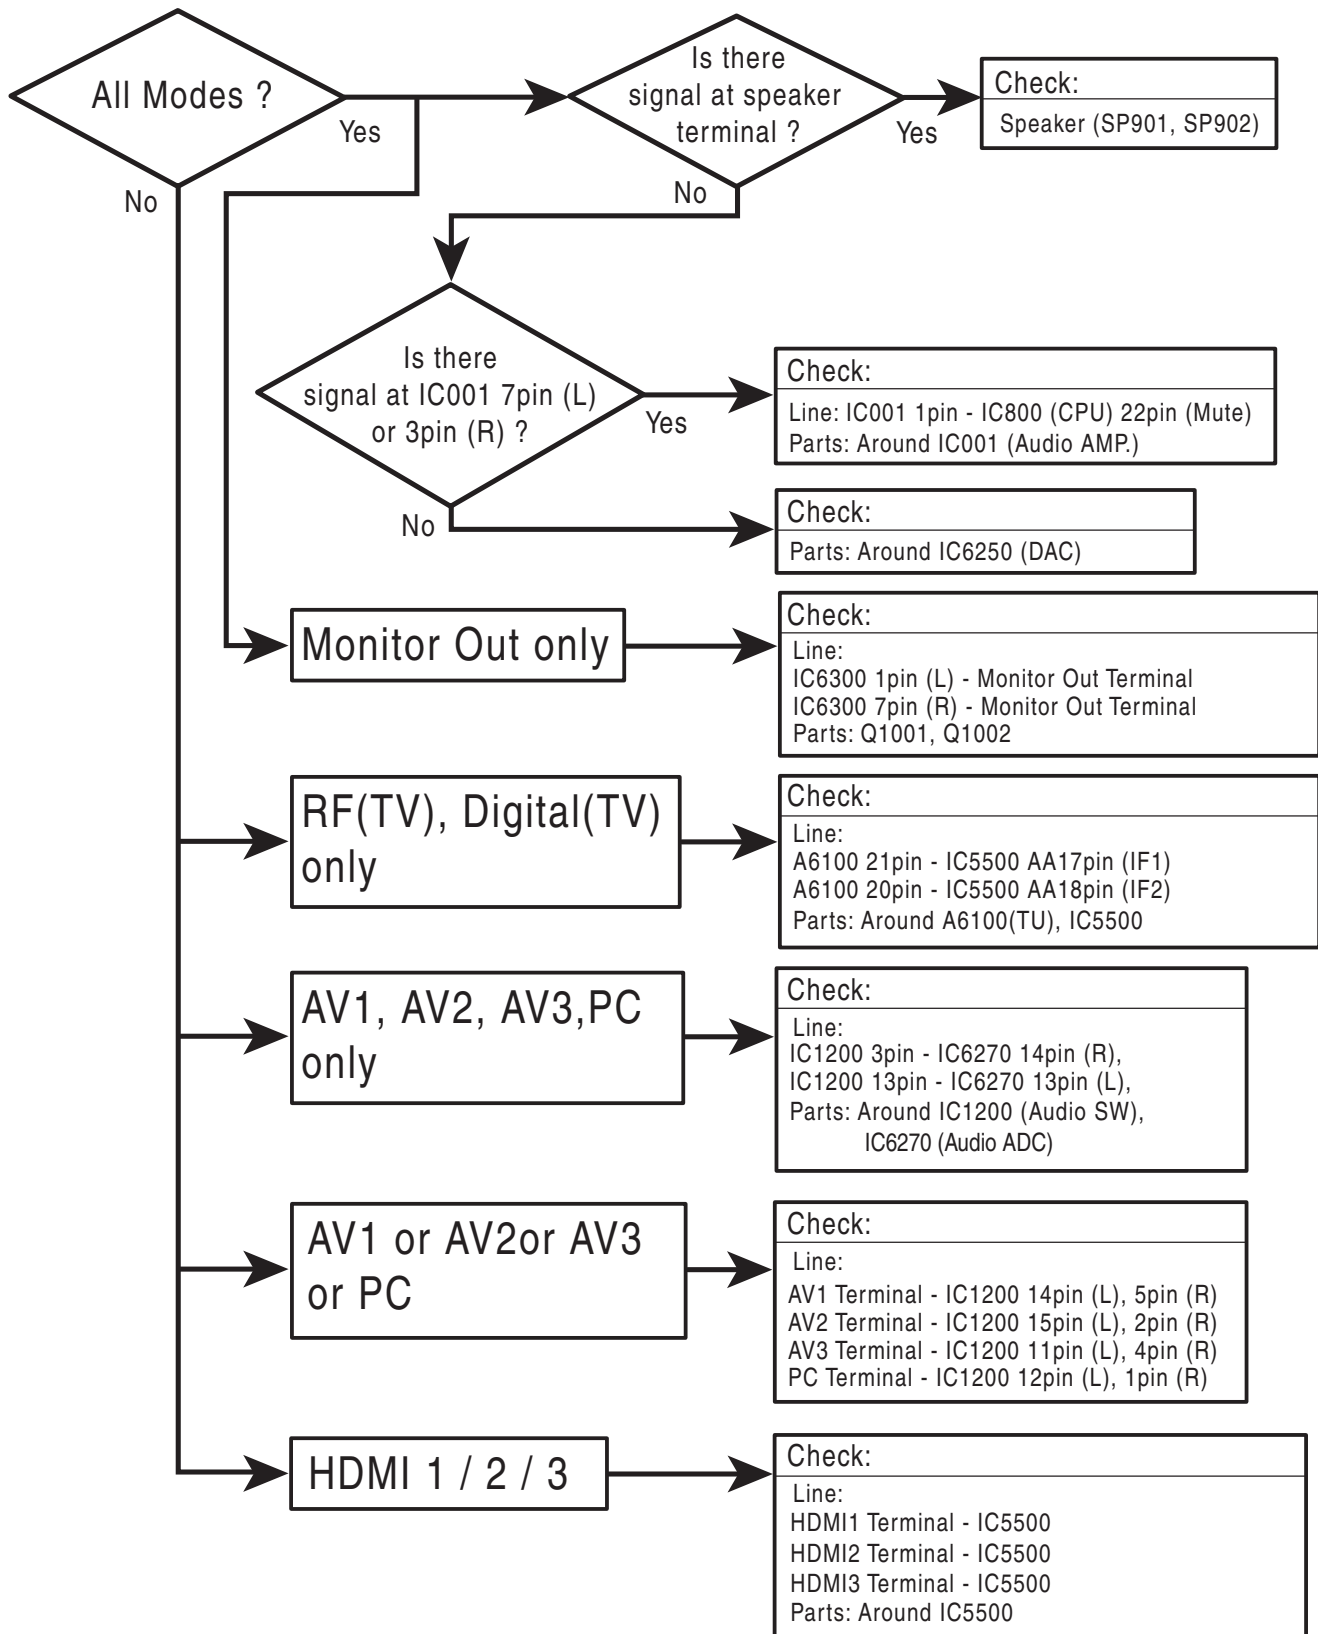 All Modes ?
Yes
No
Is there
signal at speaker
terminal ?
Yes
No
Check:
Speaker (SP901, SP902)
Is there
signal at IC001 7pin (L)
or 3pin (R) ?
Yes
No
Check:
Line: IC001 1pin - IC800 (CPU) 22pin (Mute)
Parts: Around IC001 (Audio AMP.)
Check:
Parts: Around IC6250 (DAC)
Monitor Out only
Check:
Line:
IC6300 1pin (L) - Monitor Out Terminal
IC6300 7pin (R) - Monitor Out Terminal
Parts: Q1001, Q1002
RF(TV), Digital(TV)
only
Check:
Line:
A6100 21pin - IC5500 AA17pin (IF1)
A6100 20pin - IC5500 AA18pin (IF2)
Parts: Around A6100(TU), IC5500
AV1, AV2, AV3,PC
only
Check:
Line:
IC1200 3pin - IC6270 14pin (R),
IC1200 13pin - IC6270 13pin (L),
Parts: Around IC1200 (Audio SW),
IC6270 (Audio ADC)
AV1 or AV2or AV3
or PC
Check:
Line:
AV1 Terminal - IC1200 14pin (L), 5pin (R)
AV2 Terminal - IC1200 15pin (L), 2pin (R)
AV3 Terminal - IC1200 11pin (L), 4pin (R)
PC Terminal - IC1200 12pin (L), 1pin (R)
HDMI 1 / 2 / 3
Check:
Line:
HDMI1 Terminal - IC5500
HDMI2 Terminal - IC5500
HDMI3 Terminal - IC5500
Parts: Around IC5500